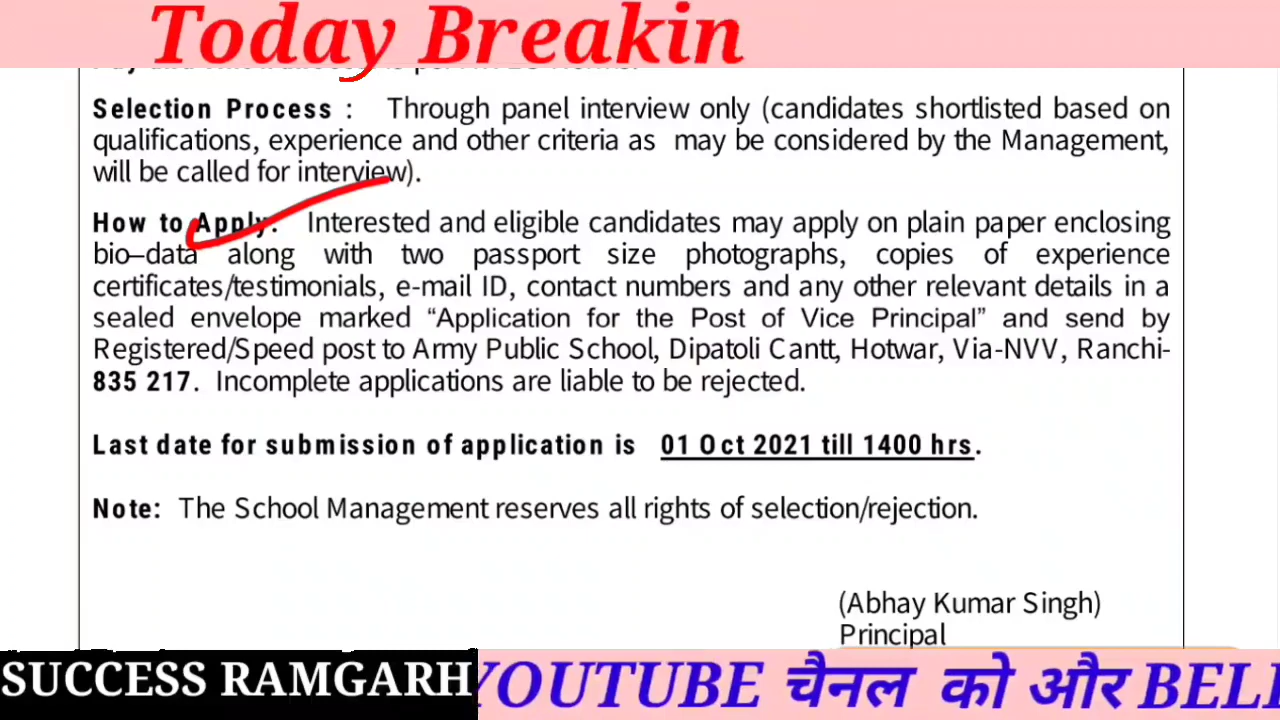 Today Breakin
Selection Process : Through panel interview only (candidates shortlisted based on
qualifications, experience and other criteria as may be considered by the Management,
will be called for interview).
How to Apply: Interested and eligible candidates may apply on plain paper enclosing
bio–data along with two passport size photographs, copies of experience
certificates/testimonials, e-mail ID, contact numbers and any other relevant details in a
sealed envelope marked “Application for the Post of Vice Principal” and send by
Registered/Speed post to Army Public School, Dipatoli Cantt, Hotwar, Via-NVV, Ranchi-
835 217. Incomplete applications are liable to be rejected.
Last date for submission of application is 01 Oct 2021 till 1400 hrs.
Note: The School Management reserves all rights of selection/rejection.
(Abhay Kumar Singh)
Principal
SUCCESS RAMGARH YOUTUBE चैनल को और BELL